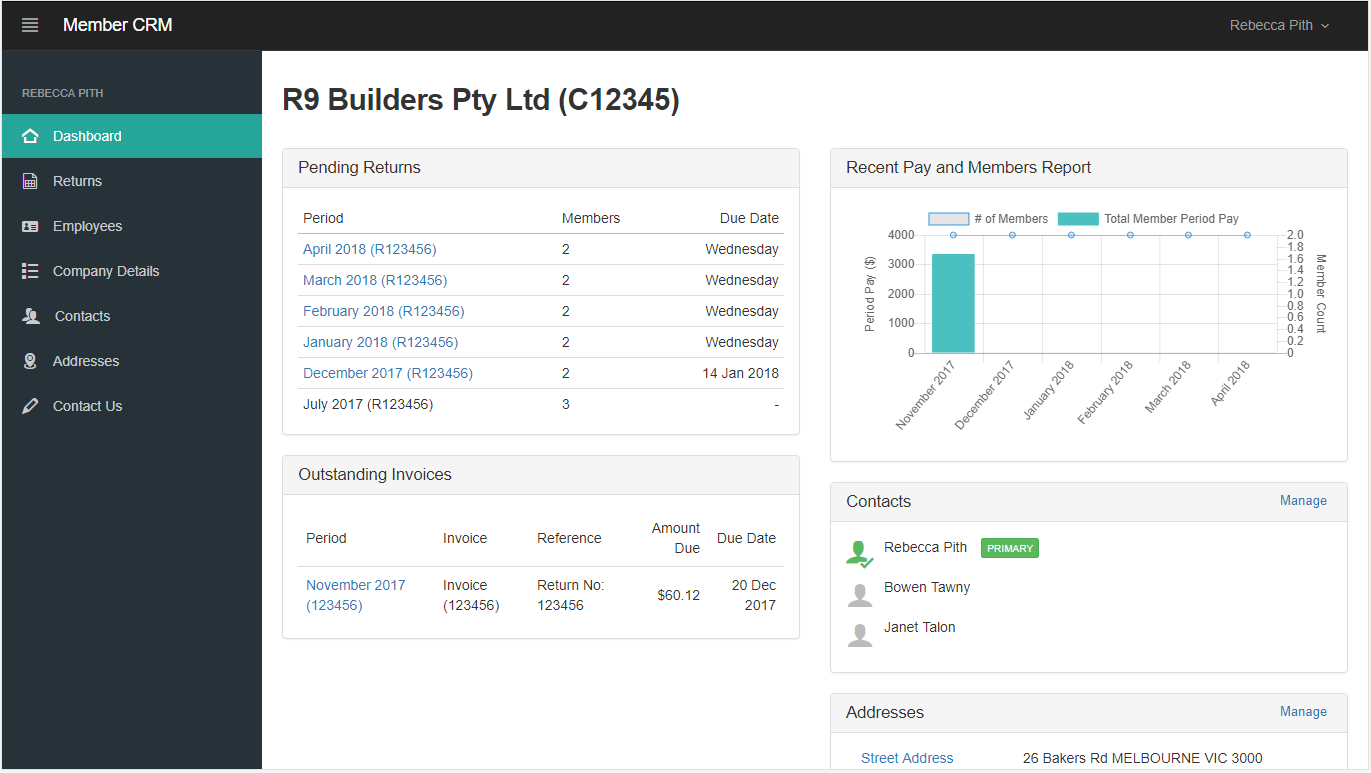 Member CRM
Rebecca Pith
REBECCA PITH
Dashboard
Returns
Employees
Company Details
Contacts
Addresses
Contact Us
R9 Builders Pty Ltd (C12345)
Pending Returns
Period Members Due Date
April 2018 (R123456) 2 Wednesday
March 2018 (R123456) 2 Wednesday
February 2018 (R123456) 2 Wednesday
January 2018 (R123456) 2 Wednesday
December 2017 (R123456) 2 14 Jan 2018
July 2017 (R123456) 3 -
Outstanding Invoices
Period Invoice Reference Amount Due Due Date
November 2017 Invoice Return No: $60.12 20 Dec
(123456) (123456) 123456 2017
Recent Pay and Members Report
# of Members Total Member Period Pay
4000
3000
2000
1000
0
Period Pay ($)
2.0
1.8
1.6
1.4
1.2
1.0
0.8
0.6
0.4
0.2
0
Member Count
November 2017
December 2017
January 2018
February 2018
March 2018
April 2018
Contacts Manage
Rebecca Pith PRIMARY
Bowen Tawny
Janet Talon
Addresses Manage
Street Address 26 Bakers Rd MELBOURNE VIC 3000